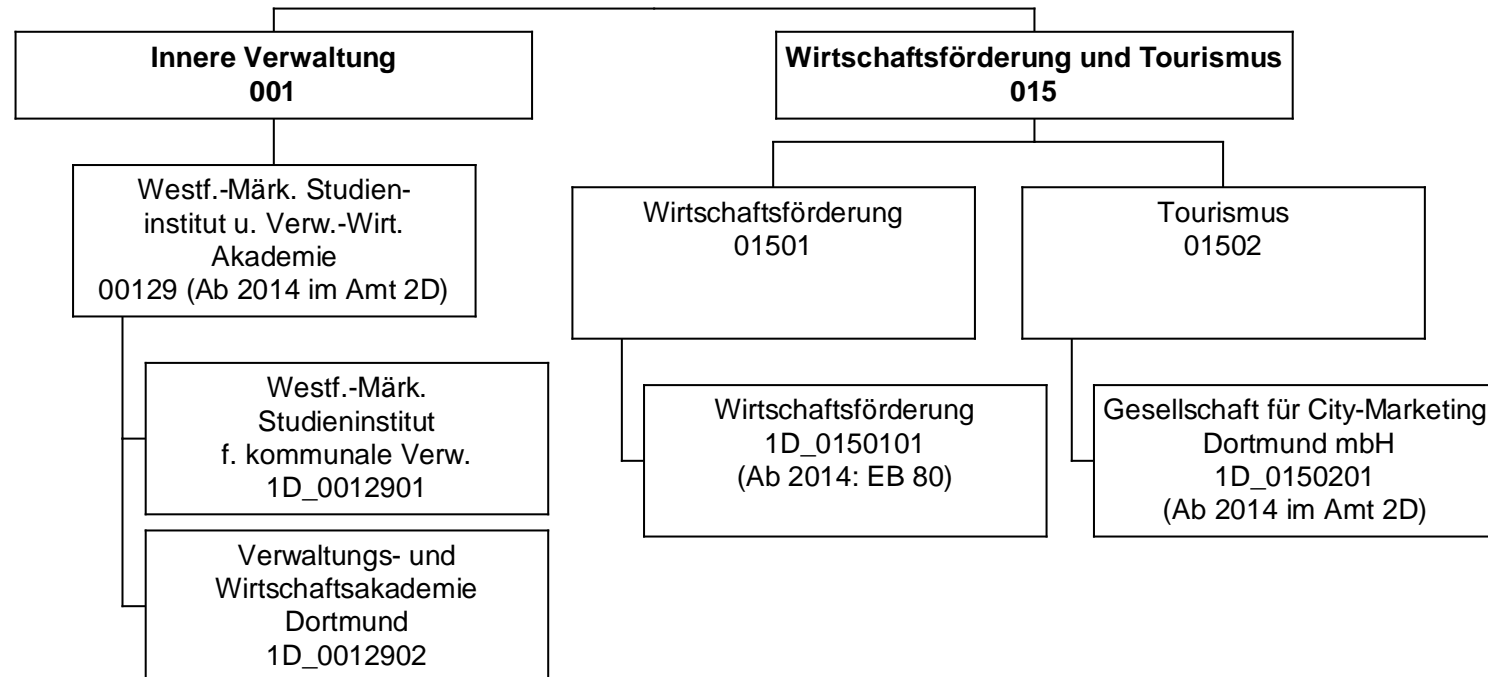 Innere Verwaltung
001
Westf.-Märk. Studien-
institut u. Verw.-Wirt.
Akademie
00129 (Ab 2014 im Amt 2D)
Westf.-Märk.
Studieninstitut
f. kommunale Verw.
1D_0012901
Verwaltungs- und
Wirtschaftsakademie
Dortmund
1D_0012902
Wirtschaftsförderung und Tourismus
015
Wirtschaftsförderung
01501
Wirtschaftsförderung
1D_0150101
(Ab 2014: EB 80)
Tourismus
01502
Gesellschaft für City-Marketing
Dortmund mbH
1D_0150201
(Ab 2014 im Amt 2D)